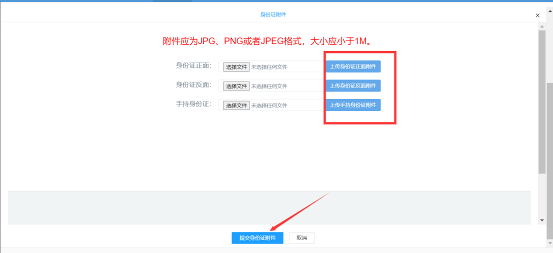 身份证附件
×
附件应为JPG、PNG或者JPEG格式，大小应小于1M。
身份证正面： 选择文件 未选择任何文件 上传身份证正面附件
身份证反面： 选择文件 未选择任何文件 上传身份证反面附件
手持身份证： 选择文件 未选择任何文件 上传手持身份证附件
提交身份证附件 取消